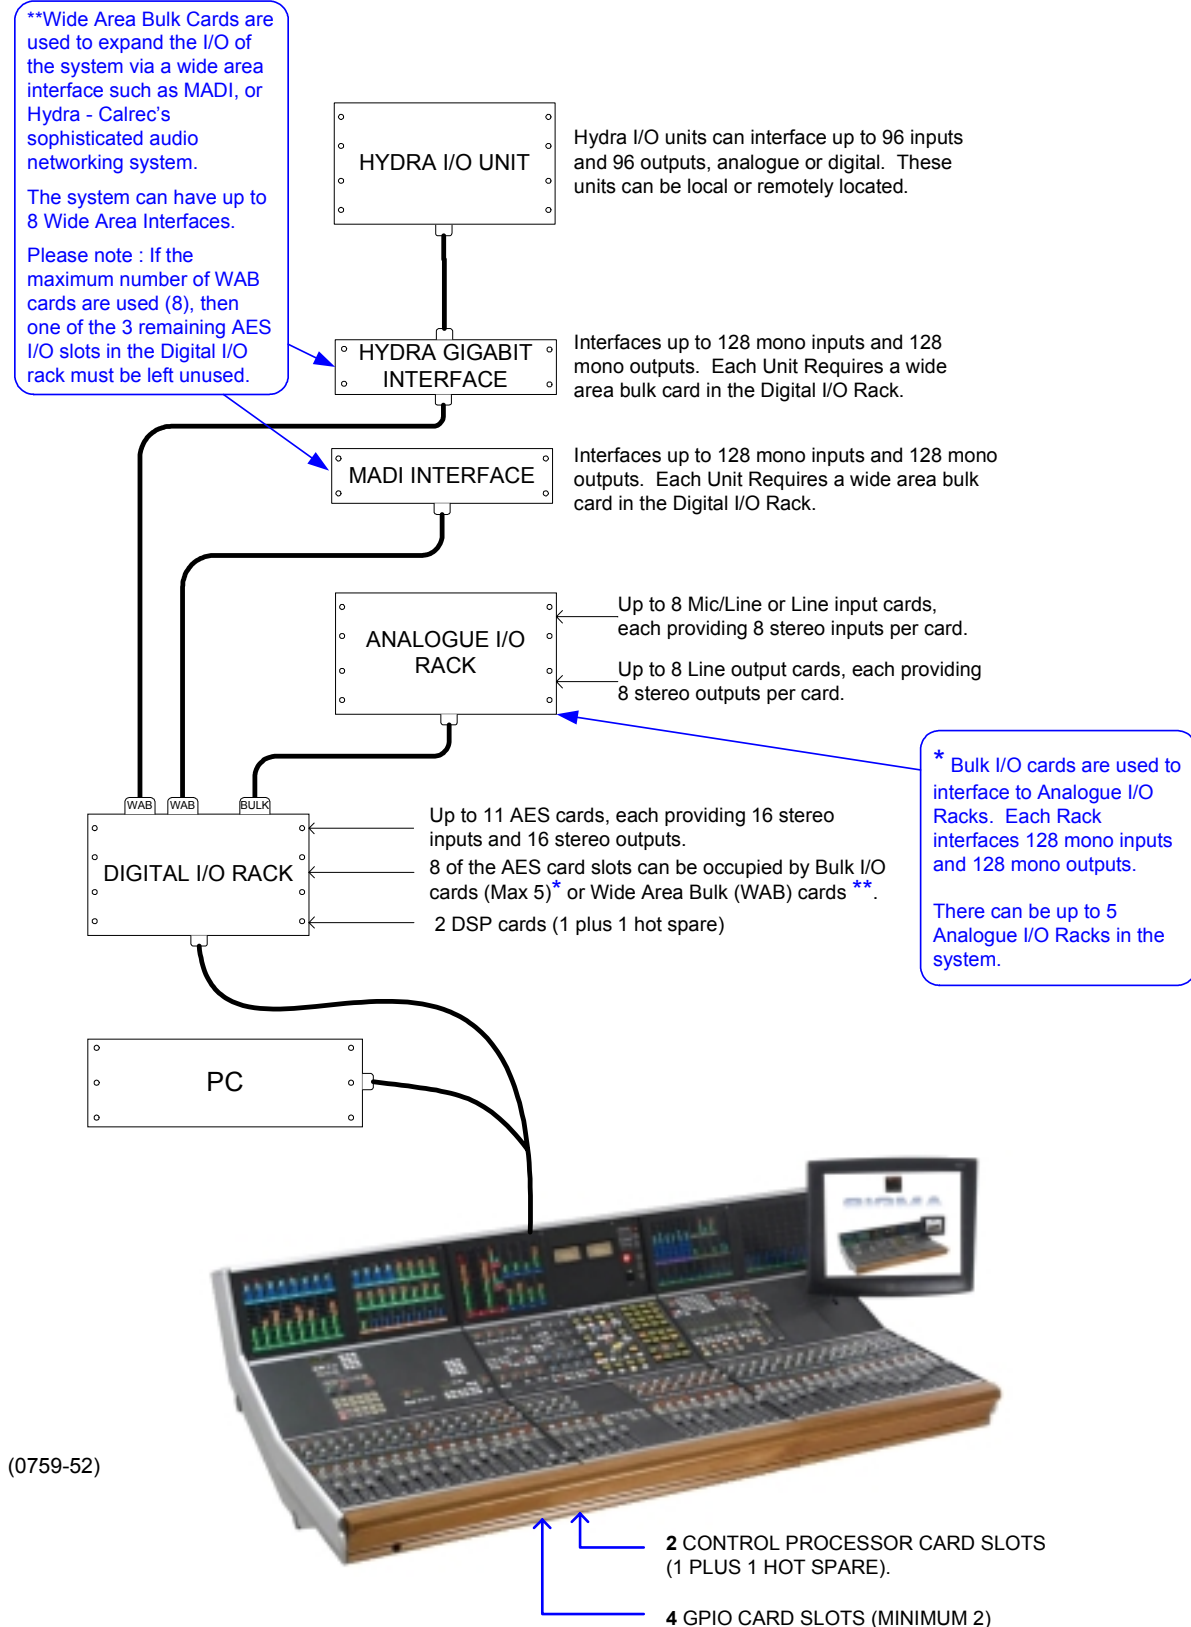 **Wide Area Bulk Cards are
used to expand the I/O of
the system via a wide area
interface such as MADI, or
Hydra - Calrec's
sophisticated audio
networking system.
The system can have up to
8 Wide Area Interfaces.
Please note : If the
maximum number of WAB
cards are used (8), then
one of the 3 remaining AES
I/O slots in the Digital I/O
rack must be left unused.
HYDRA I/O UNIT
Hydra I/O units can interface up to 96 inputs
and 96 outputs, analogue or digital. These
units can be local or remotely located.
HYDRA GIGABIT
INTERFACE
Interfaces up to 128 mono inputs and 128
mono outputs. Each Unit Requires a wide
area bulk card in the Digital I/O Rack.
MADI INTERFACE
Interfaces up to 128 mono inputs and 128 mono
outputs. Each Unit Requires a wide area bulk
card in the Digital I/O Rack.
ANALOGUE I/O
RACK
Up to 8 Mic/Line or Line input cards,
each providing 8 stereo inputs per card.
Up to 8 Line output cards, each providing
8 stereo outputs per card.
* Bulk I/O cards are used to
interface to Analogue I/O
Racks. Each Rack
interfaces 128 mono inputs
and 128 mono outputs.
There can be up to 5
Analogue I/O Racks in the
system.
WAB
WAB
BULK
DIGITAL I/O RACK
Up to 11 AES cards, each providing 16 stereo
inputs and 16 stereo outputs.
8 of the AES card slots can be occupied by Bulk I/O
cards (Max 5)* or Wide Area Bulk (WAB) cards **.
2 DSP cards (1 plus 1 hot spare)
PC
SIGMA
(0759-52)
2 CONTROL PROCESSOR CARD SLOTS
(1 PLUS 1 HOT SPARE).
4 GPIO CARD SLOTS (MINIMUM 2)